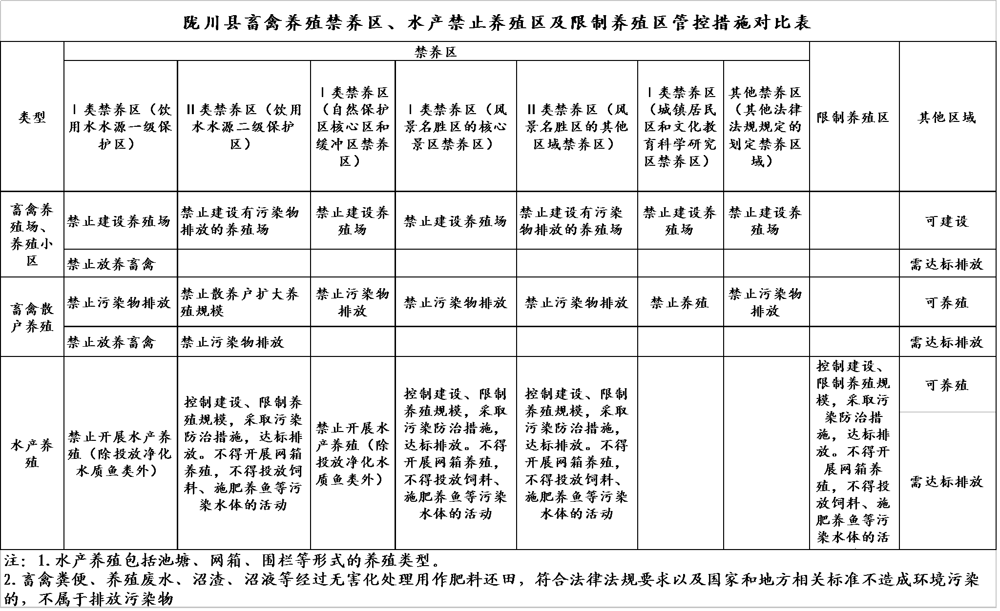 陇川县畜禽养殖禁养区、水产禁止养殖区及限制养殖区管控措施对比表
类型
禁养区
限制养殖区
其他区域
Ⅰ类禁养区（饮
用水水源一级保
护区）
Ⅱ类禁养区（饮用
水水源二级保护
区）
Ⅰ类禁养区
（自然保护
区核心区和
缓冲区禁养
区）
Ⅰ类禁养区（风
景名胜区的核心
景区禁养区）
Ⅱ类禁养区（风
景名胜区的其他
区域禁养区）
Ⅰ类禁养区
（城镇居民
区和文化教
育科学研究
区禁养区）
其他禁养区
（其他法律
法规规定的
划定禁养区
域）
畜禽养
殖场、
养殖小
区
禁止建设养殖场
禁止建设有污染物
排放的养殖场
禁止建设养
殖场
禁止建设养殖场
禁止建设有污染
物排放的养殖场
禁止建设养
殖场
禁止建设养
殖场
可建设
禁止放养畜禽
需达标排放
畜禽散
户养殖
禁止污染物排放
禁止散养户扩大养
殖规模
禁止污染物
排放
禁止污染物排放
禁止污染物排放
禁止养殖
禁止污染物
排放
可养殖
禁止放养畜禽
禁止污染物排放
需达标排放
水产养
殖
禁止开展水产养
殖（除投放净化
水质鱼类外）
控制建设、限制养
殖规模，采取污染
防治措施，达标排
放。不得开展网箱
养殖，不得投放饲
料、施肥养鱼等污
染水体的活动
禁止开展水
产养殖（除
投放净化水
质鱼类外）
控制建设、限制
养殖规模，采取
污染防治措施，
达标排放。不得
开展网箱养殖，
不得投放饲料、
施肥养鱼等污染
水体的活动
控制建设、限制
养殖规模，采取
污染防治措施，
达标排放。不得
开展网箱养殖，
不得投放饲料、
施肥养鱼等污染
水体的活动
控制建设、
限制养殖规
模，采取污
染防治措
施，达标排
放。不得开
展网箱养
殖，不得投
放饲料、施
肥养鱼等污
染水体的活
可养殖
需达标排放
注：1.水产养殖包括池塘、网箱、围栏等形式的养殖类型。
2.畜禽粪便、养殖废水、沼渣、沼液等经过无害化处理用作肥料还田，符合法律法规要求以及国家和地方相关标准不造成环境污染
的，不属于排放污染物